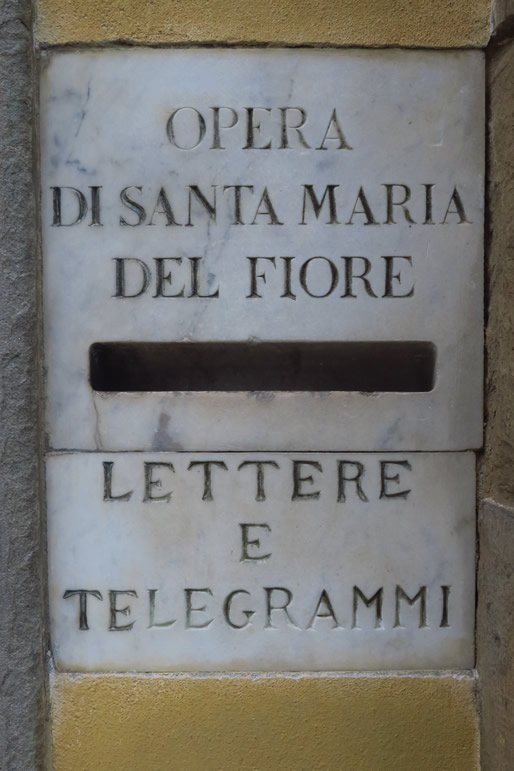 OPERA
DI SANTA MARIA
DEL FIORE
LETTERE
E
TELEGRAMMI